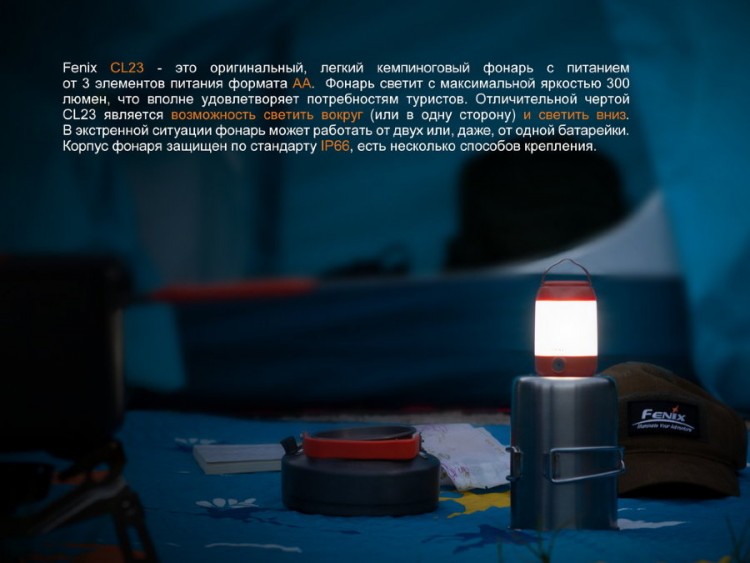 Fenix CL23 - это оригинальный, легкий кемпиноговый фонарь с питанием
от 3 элементов питания формата АА. Фонарь светит с максимальной яркостью 300
люмен, что вполне удовлетворяет потребностям туристов. Отличительной чертой
CL23 является возможность светить вокруг (или в одну сторону) и светить вниз.
В экстренной ситуации фонарь может работать от двух или, даже, от одной батарейки.
Корпус фонаря защищен по стандарту IP66, есть несколько способов крепления.
FENIX
Illuminate Your Adventure